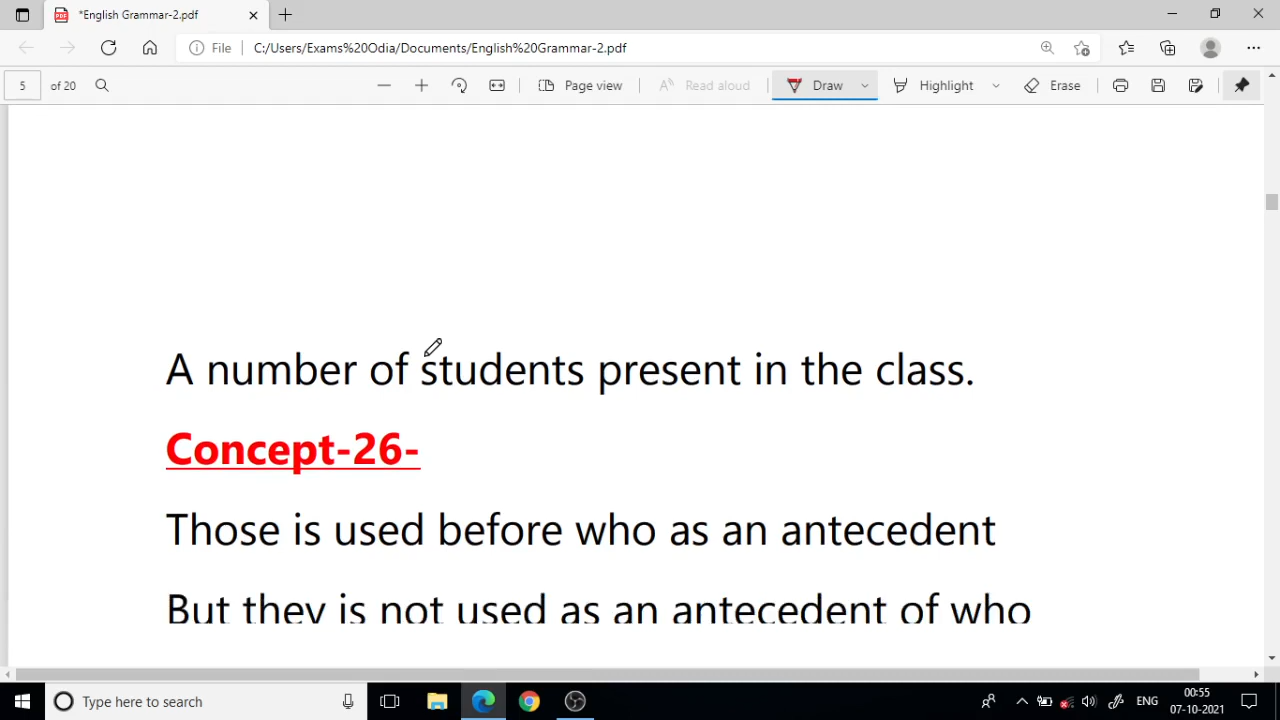 *English Grammar-2.pdf
File C:/Users/Exams%20Odia/Documents/English%20Grammar-2.pdf
5 of 20 Page view Read aloud Draw Highlight Erase
A number of students present in the class.
Concept-26-
Those is used before who as an antecedent
But they is not used as an antecedent of who
Type here to search
ENG
00:55
07-10-2021